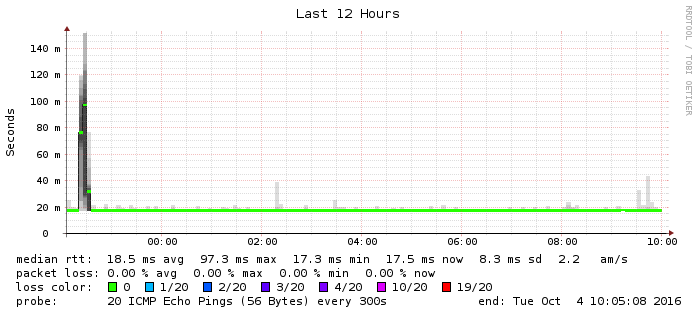 Last 12 Hours
RRDTOOL / TOBI OETIKER
Seconds
140 m
120 m
100 m
80 m
60 m
40 m
20 m
0
00:00 02:00 04:00 06:00 08:00 10:00
median rtt: 18.5 ms avg 97.3 ms max 17.3 ms min 17.5 ms now 8.3 ms sd 2.2 am/s
packet loss: 0.00 % avg 0.00 % max 0.00 % min 0.00 % now
loss color: 0 1/20 2/20 3/20 4/20 10/20 19/20
probe: 20 ICMP Echo Pings (56 Bytes) every 300s end: Tue Oct 4 10:05:08 2016